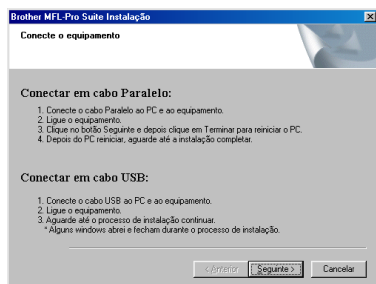 Brother MFL-Pro Suite Instalação
Conecte o equipamento
Conectar em cabo Paralelo:
1. Conecte o cabo Paralelo ao PC e ao equipamento.
2. Ligue o equipamento.
3. Clique no botão Seguinte e depois clique em Terminar para reiniciar o PC.
4. Depois do PC reiniciar, aguarde até a instalação completar.
Conectar em cabo USB:
1. Conecte o cabo USB ao PC e ao equipamento.
2. Ligue o equipamento.
3. Aguarde até o processo de instalação continuar.
* Alguns windows abrei e fecham durante o processo de instalação.
< Anterior Seguinte > Cancelar